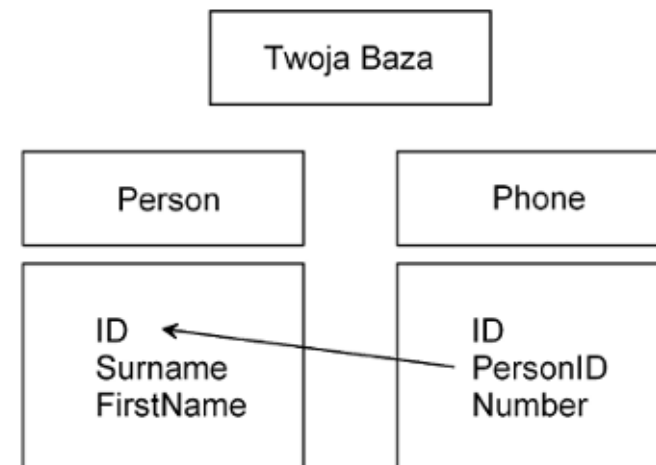 Twoja Baza
Person
Phone
ID
Surname
FirstName
ID
PersonID
Number